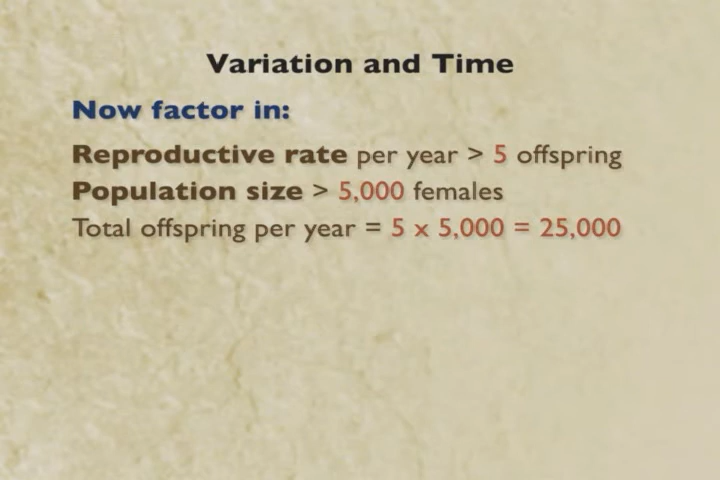 Variation and Time
Now factor in:
Reproductive rate per year > 5 offspring
Population size > 5,000 females
Total offspring per year = 5 x 5,000 = 25,000